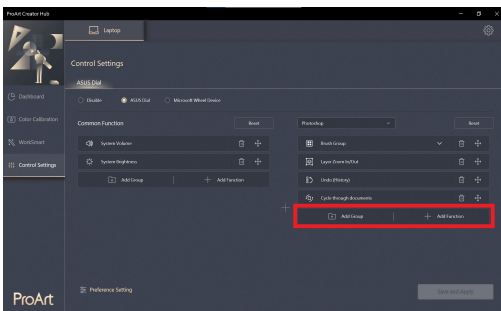 ProArt Creator Hub
Laptop
Control Settings
ASUS Dial
Disable
ASUS Dial
Microsoft Wheel Device
Dashboard
Color Calibration
WorkSmart
Control Settings
Common Function
Reset
System Volume
System Brightness
Add Group
Add Function
Photoshop
Reset
Brush Group
Layer Zoom In/Out
Undo (History)
Cycle through documents
Add Group
Add Function
Preference Setting
Save and Apply
ProArt